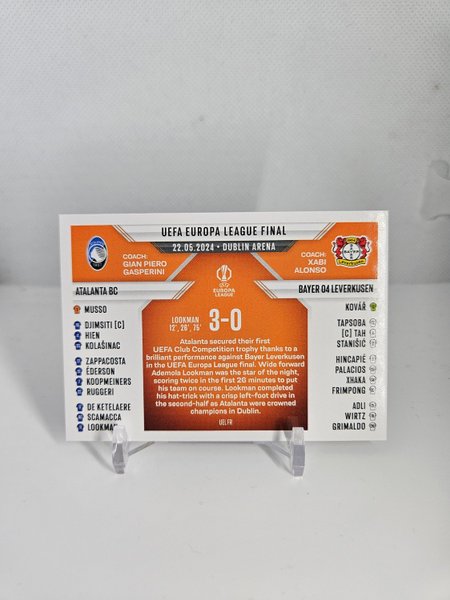 UEFA EUROPA LEAGUE FINAL
22.05.2024 • DUBLIN ARENA
COACH:
GIAN PIERO
GASPERINI
COACH:
XABI
ALONSO
ATALANTA BC
BAYER 04 LEVERKUSEN
UEFA
EUROPA
LEAGUE
MUSSO
DJIMSITI [C]
HIEN
KOLAŠINAC
ZAPPACOSTA
ÉDERSON
KOOPMEINERS
RUGGERI
DE KETELAERE
SCAMACCA
LOOKMAN
LOOKMAN
12', 26', 75'
3-0
Atalanta secured their first
UEFA Club Competition trophy thanks to a
brilliant performance against Bayer Leverkusen
in the UEFA Europa League final. Wide forward
Ademola Lookman was the star of the night,
scoring twice in the first 26 minutes to put
his team on course. Lookman completed
his hat-trick with a crisp left-foot drive in
the second-half as Atalanta were crowned
champions in Dublin.
UEL FR
KOVÁŘ
TAPSOBA
[C] TAH
STANIŠIĆ
HINCAPIÉ
PALACIOS
XHAKA
FRIMPONG
ADLI
WIRTZ
GRIMALDO